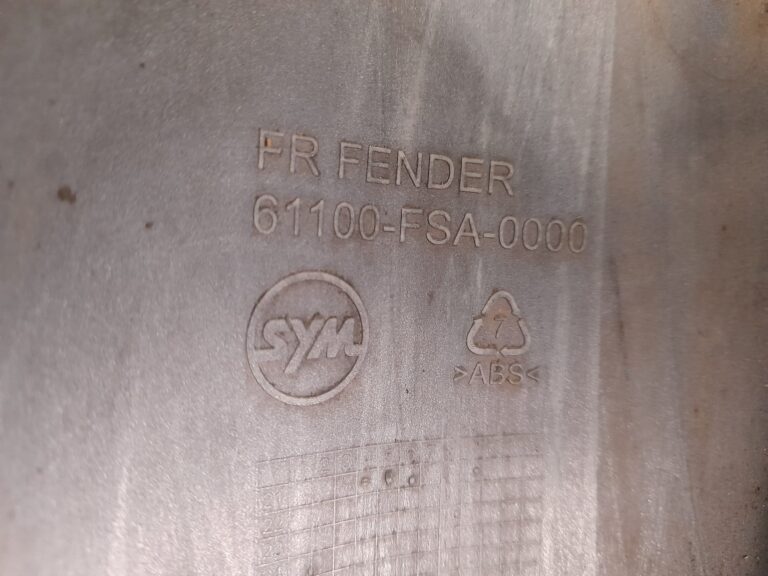 FR FENDER
61100-FSA-0000
SYM
7
>ABS<